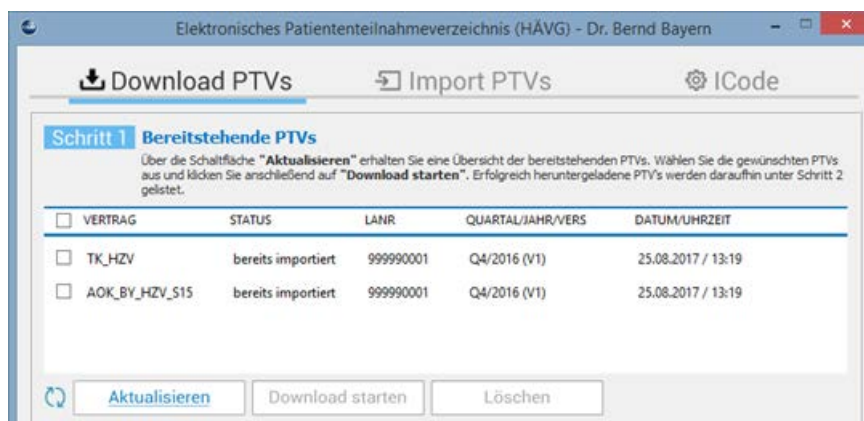 Elektronisches Patiententeilnahmeverzeichnis (HÄVG) - Dr. Bernd Bayern
Download PTVs Import PTVs ICode
Schritt 1 Bereitstehende PTVs
Über die Schaltfläche "Aktualisieren" erhalten Sie eine Übersicht der bereitstehenden PTVs. Wählen Sie die gewünschten PTVs
aus und klicken Sie anschließend auf "Download starten". Erfolgreich heruntergeladene PTV's werden daraufhin unter Schritt 2
gelistet.
VERTRAG STATUS LANR QUARTAL/JAHR/VERS DATUM/UHRZEIT
TK_HZV bereits importiert 999990001 Q4/2016 (V1) 25.08.2017 / 13:19
AOK_BY_HZV_S15 bereits importiert 999990001 Q4/2016 (V1) 25.08.2017 / 13:19
Aktualisieren Download starten Löschen